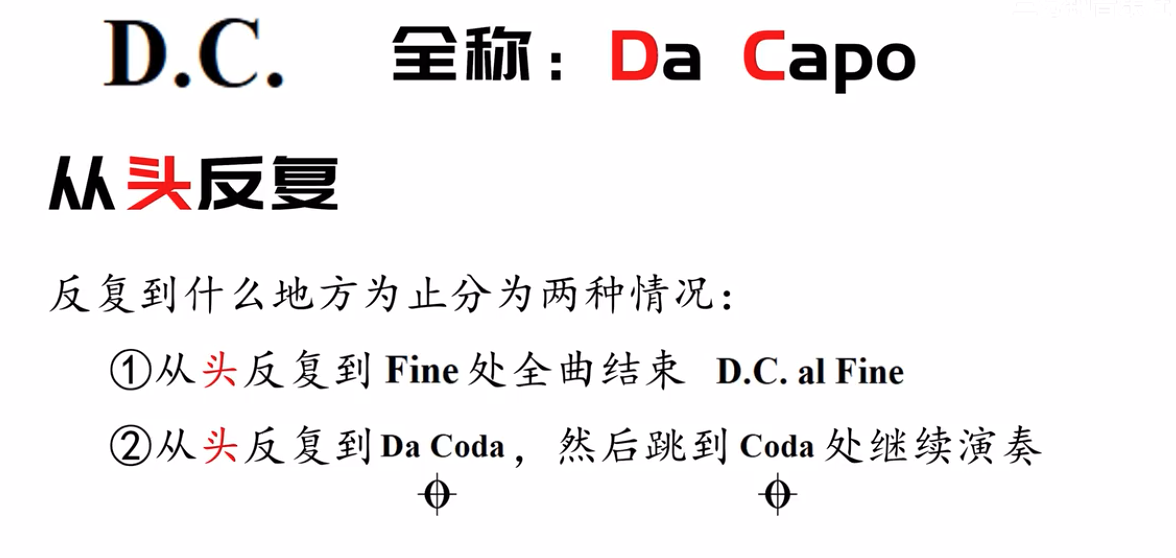 D.C. 全称：Da Capo
从头反复
反复到什么地方为止分为两种情况：
①从头反复到 Fine 处全曲结束 D.C. al Fine
②从头反复到 Da Coda，然后跳到 Coda 处继续演奏